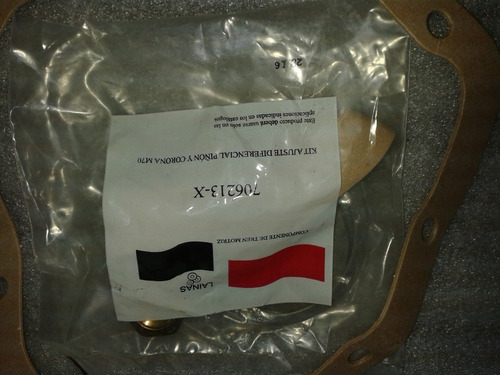 LAINAS
COMPONENTE DE TREN MOTRIZ
706213-X
KIT AJUSTE DIFERENCIAL PIÑON Y CORONA M70
Este producto deberá usarse solo en las
aplicaciones indicadas en los catálogos